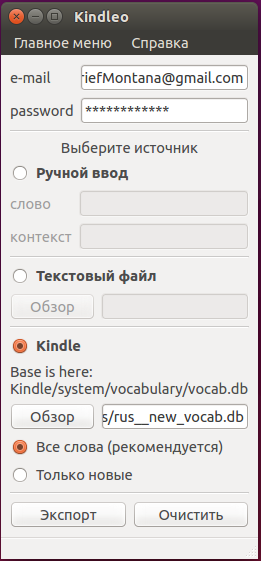 Kindleo
Главное меню Справка
e-mail riefMontana@gmail.com
password ************
Выберите источник
Ручной ввод
слово
контекст
Текстовый файл
Обзор
Kindle
Base is here:
Kindle/system/vocabulary/vocab.db
Обзор s/rus__new_vocab.db
Все слова (рекомендуется)
Только новые
Экспорт Очистить